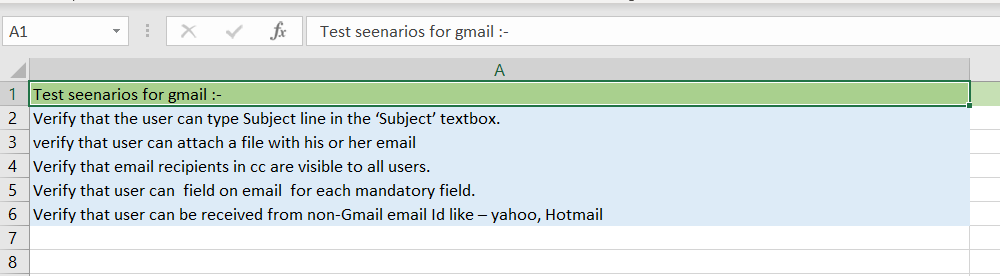 A1 fx Test seenarios for gmail :-
A
1 Test seenarios for gmail :-
2 Verify that the user can type Subject line in the ‘Subject’ textbox.
3 verify that user can attach a file with his or her email
4 Verify that email recipients in cc are visible to all users.
5 Verify that user can  field on email  for each mandatory field.
6 Verify that user can be received from non-Gmail email Id like – yahoo, Hotmail
7
8